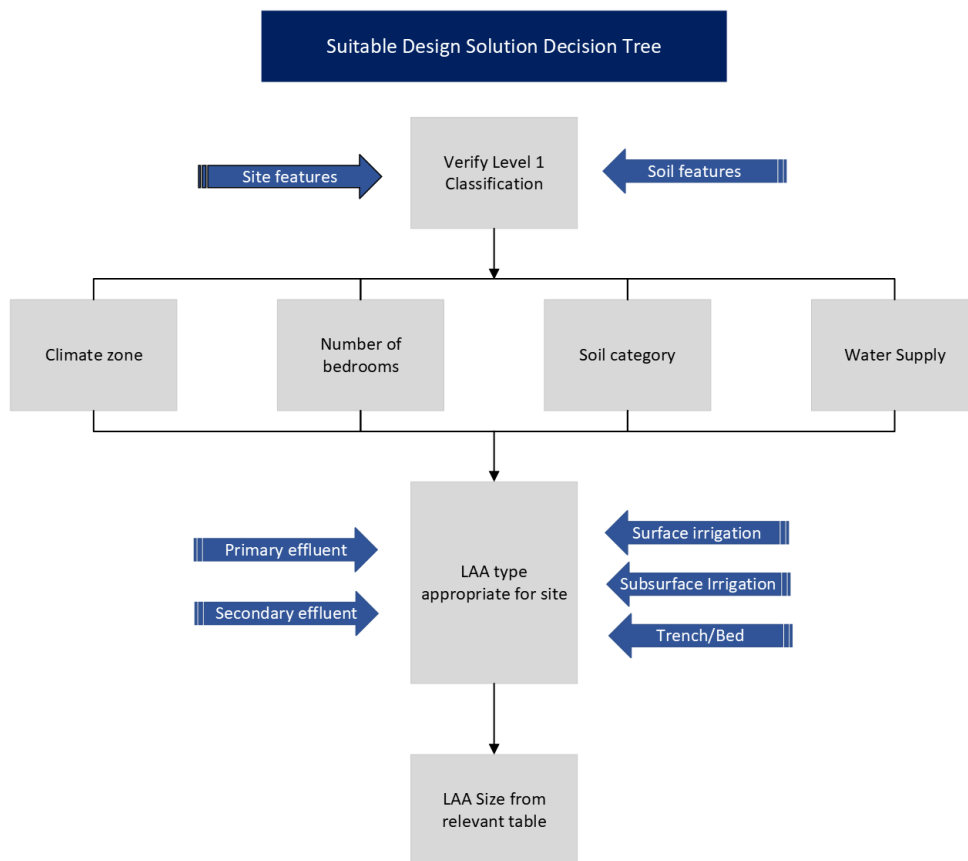 Suitable Design Solution Decision Tree
Site features
Verify Level 1
Classification
Soil features
Climate zone
Number of
bedrooms
Soil category
Water Supply
Primary effluent
Secondary effluent
LAA type
appropriate for site
Surface irrigation
Subsurface Irrigation
Trench/Bed
LAA Size from
relevant table